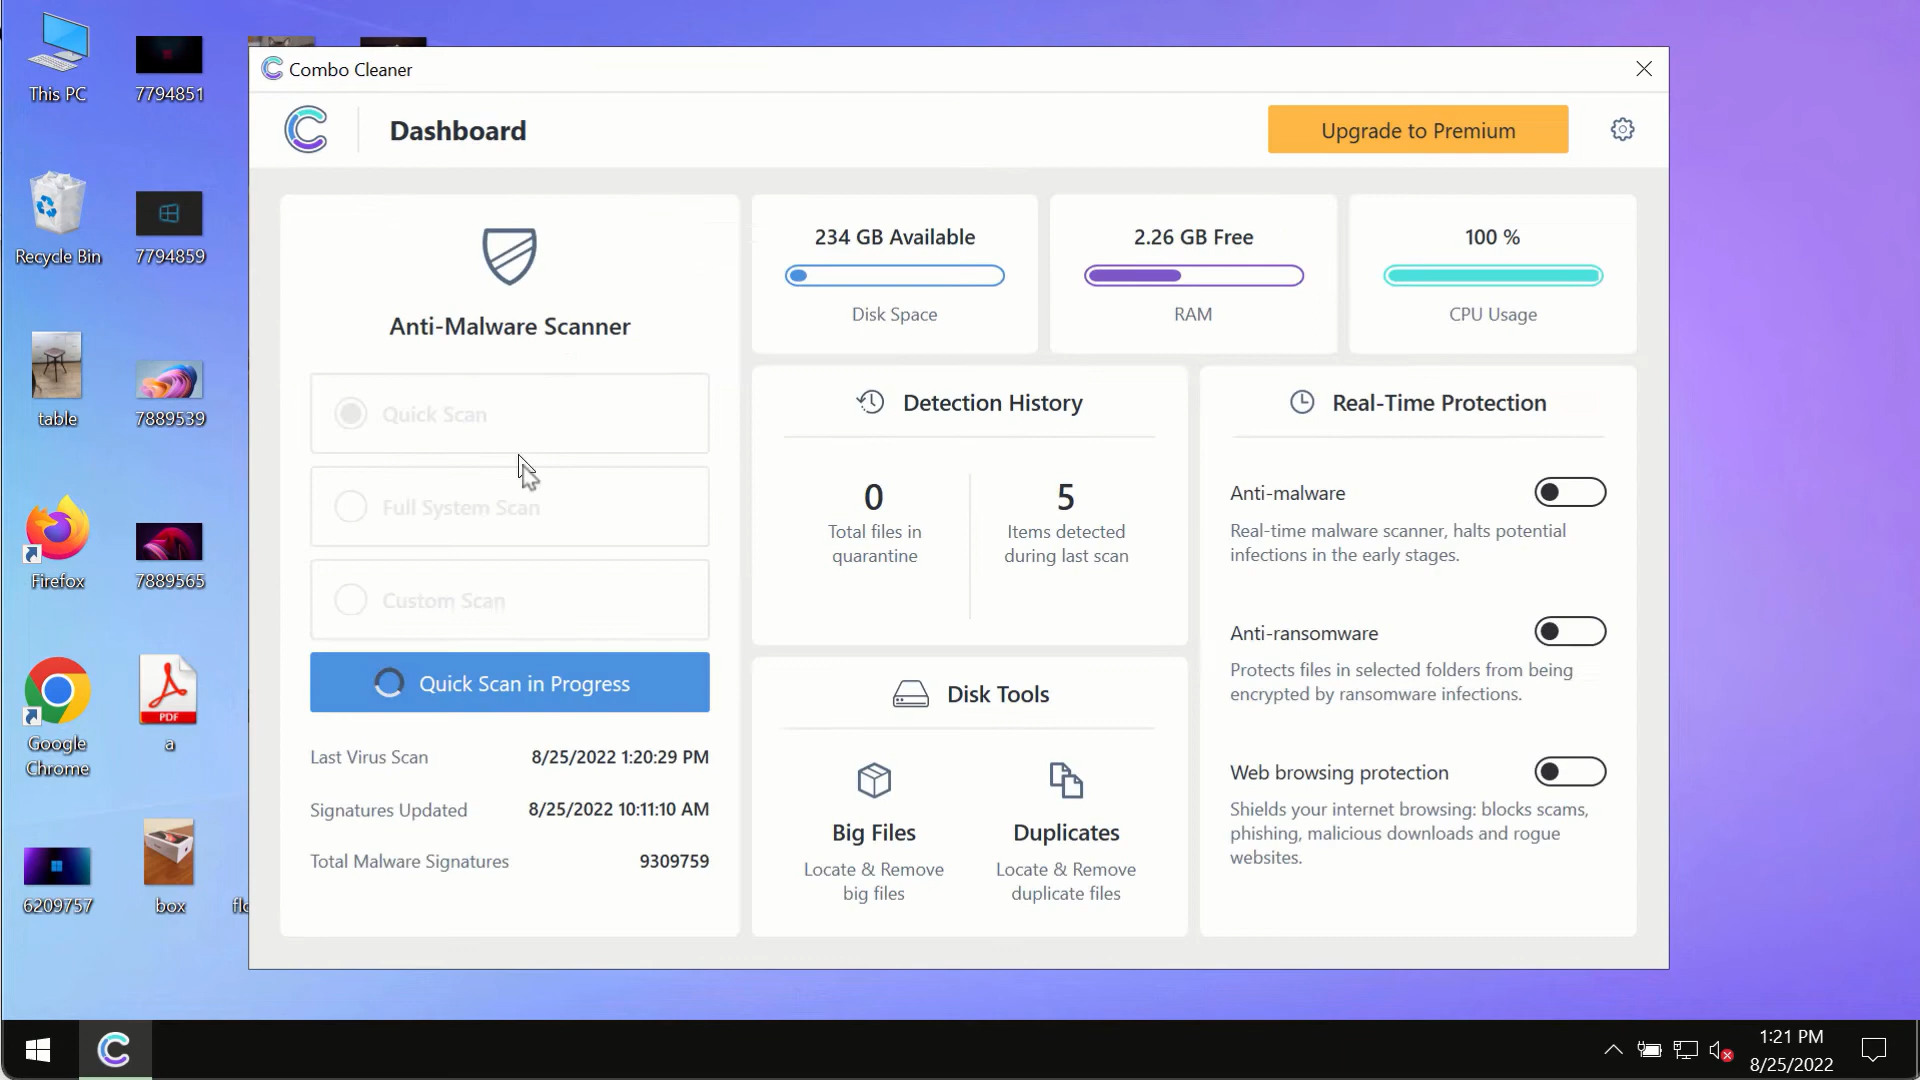 This PC
7794851
Recycle Bin
7794859
table
7889539
Firefox
7889565
Google
Chrome
PDF
a
6209757
box
Combo Cleaner
Dashboard
Upgrade to Premium
Anti-Malware Scanner
Quick Scan
Full System Scan
Custom Scan
Quick Scan in Progress
Last Virus Scan 8/25/2022 1:20:29 PM
Signatures Updated 8/25/2022 10:11:10 AM
Total Malware Signatures 9309759
234 GB Available
Disk Space
2.26 GB Free
RAM
100 %
CPU Usage
Detection History
0
Total files in
quarantine
5
Items detected
during last scan
Disk Tools
Big Files
Locate & Remove
big files
Duplicates
Locate & Remove
duplicate files
Real-Time Protection
Anti-malware
Real-time malware scanner, halts potential
infections in the early stages.
Anti-ransomware
Protects files in selected folders from being
encrypted by ransomware infections.
Web browsing protection
Shields your internet browsing: blocks scams,
phishing, malicious downloads and rogue
websites.
1:21 PM
8/25/2022